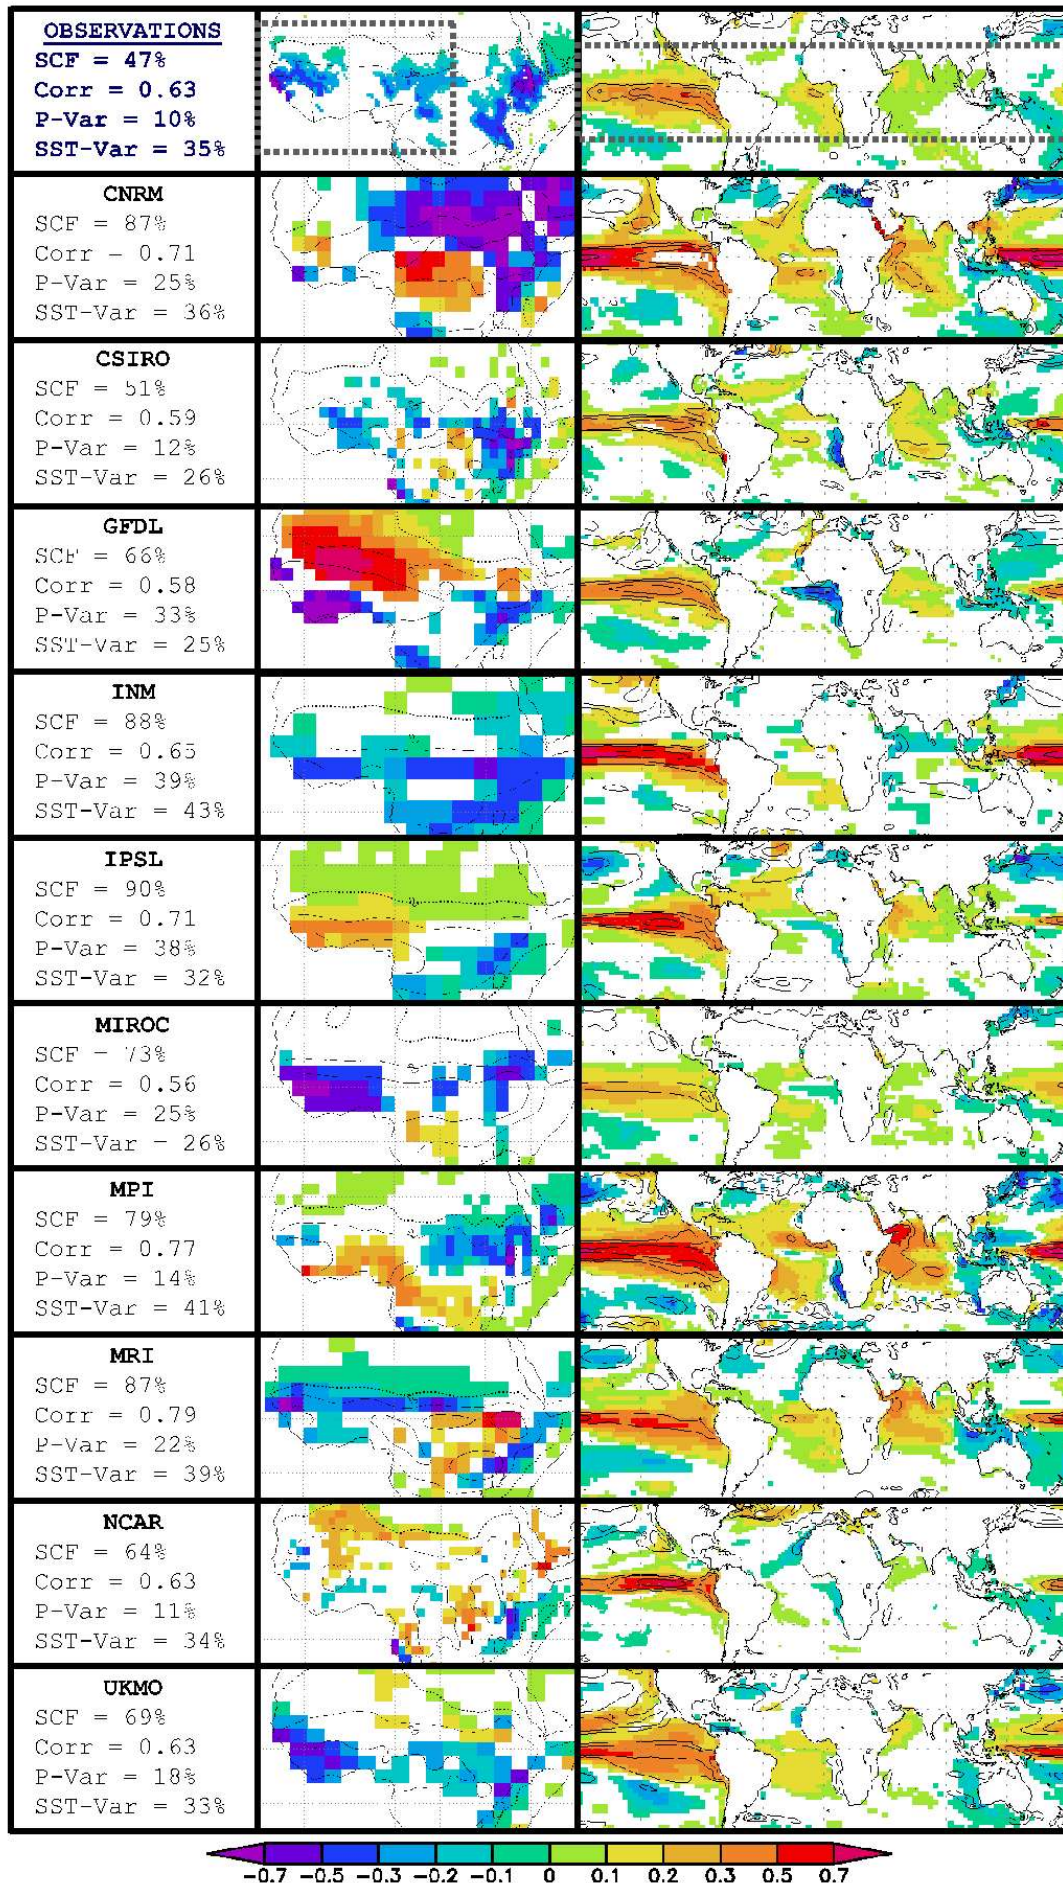 OBSERVATIONS
SCF = 47%
Corr = 0.63
P-Var = 10%
SST-Var = 35%
CNRM
SCF = 87%
Corr = 0.71
P-Var = 25%
SST-Var = 36%
CSIRO
SCF = 51%
Corr = 0.59
P-Var = 12%
SST-Var = 26%
GFDL
SCF = 66%
Corr = 0.58
P-Var = 33%
SST-Var = 25%
INM
SCF = 88%
Corr = 0.65
P-Var = 39%
SST-Var = 43%
IPSL
SCF = 90%
Corr = 0.71
P-Var = 38%
SST-Var = 32%
MIROC
SCF = 73%
Corr = 0.56
P-Var = 25%
SST-Var = 26%
MPI
SCF = 79%
Corr = 0.77
P-Var = 14%
SST-Var = 41%
MRI
SCF = 87%
Corr = 0.79
P-Var = 22%
SST-Var = 39%
NCAR
SCF = 64%
Corr = 0.63
P-Var = 11%
SST-Var = 34%
UKMO
SCF = 69%
Corr = 0.63
P-Var = 18%
SST-Var = 33%
-0.7 -0.5 -0.3 -0.2 -0.1 0 0.1 0.2 0.3 0.5 0.7